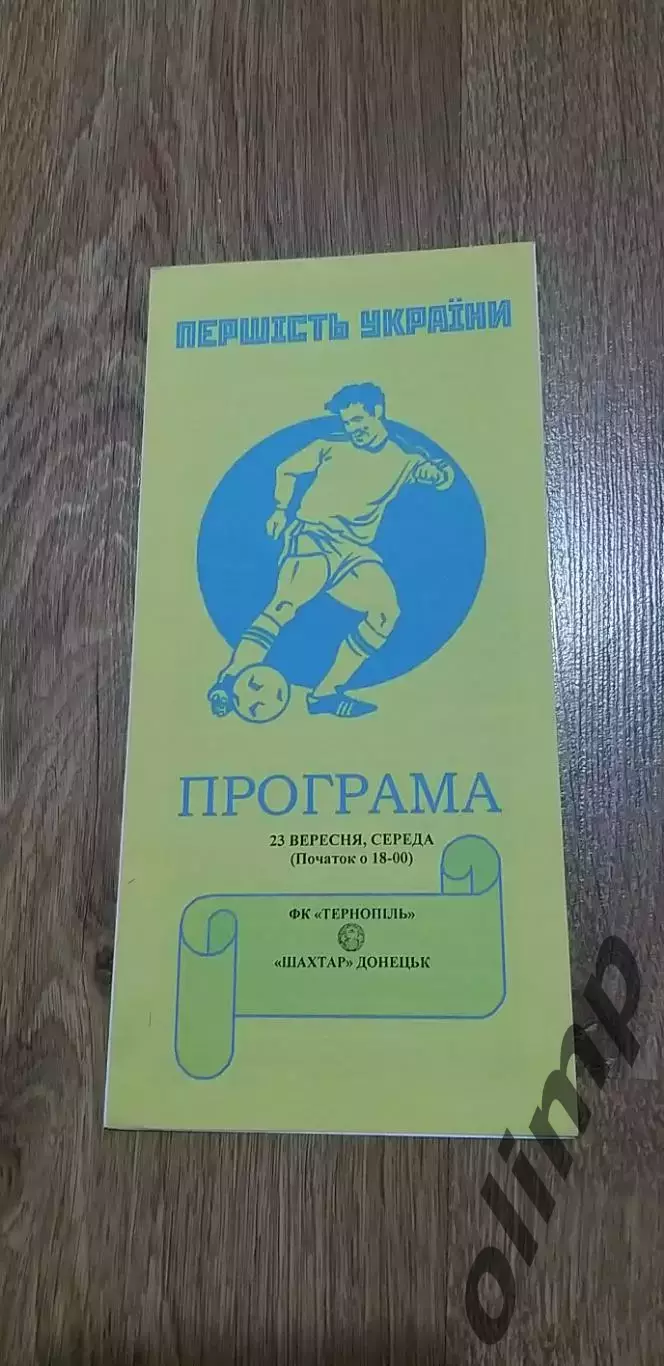 ПЕРШІСТЬ УКРАЇНИ
ПРОГРАМА
23 ВЕРЕСНЯ, СЕРЕДА
(Початок о 18-00)
ФК «ТЕРНОПІЛЬ»
«ШАХТАР» ДОНЕЦЬК
olimp